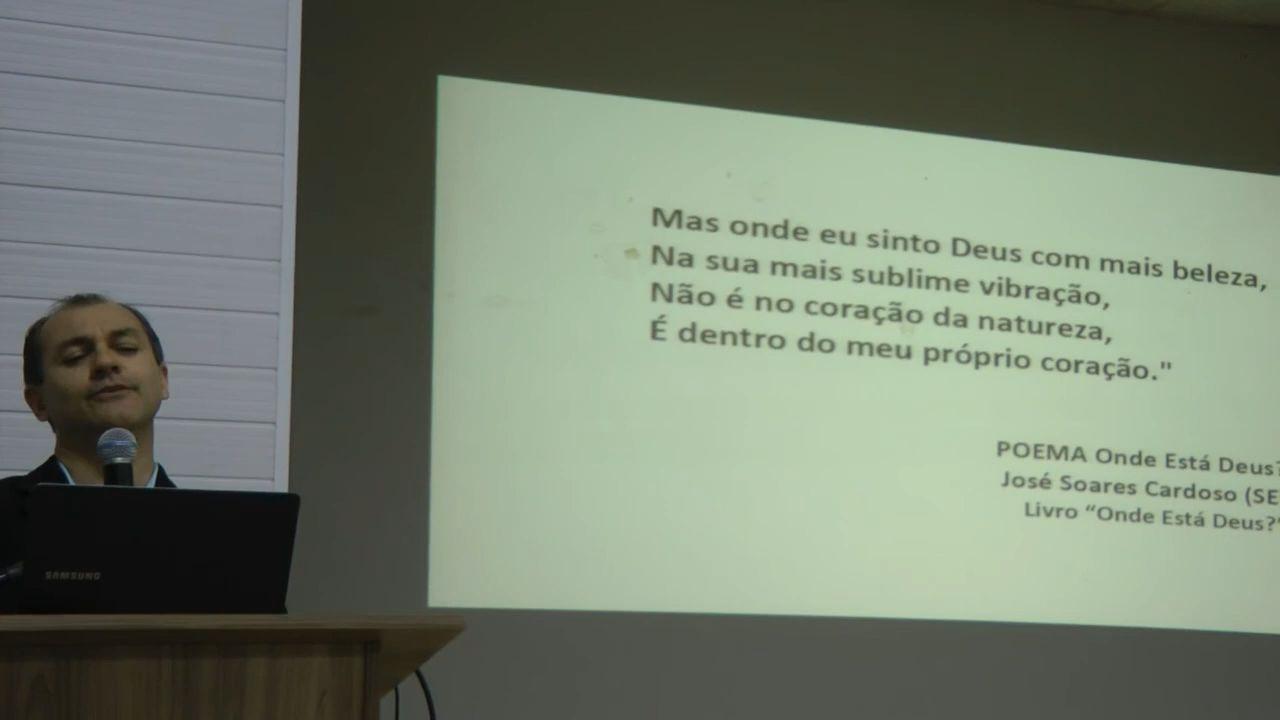 Mas onde eu sinto Deus com mais beleza,
Na sua mais sublime vibração,
Não é no coração da natureza,
É dentro do meu próprio coração."
POEMA Onde Está Deus?
José Soares Cardoso (SE
Livro “Onde Está Deus?”
SAMSUNG